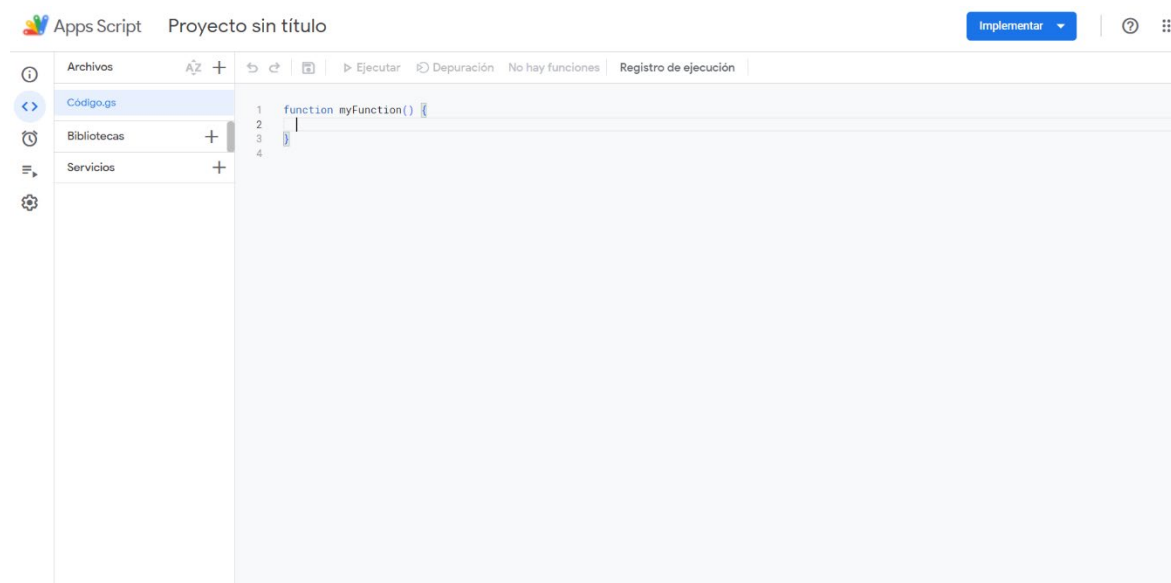 Apps Script Proyecto sin título Implementar
Archivos AZ Ejecutar Depuración No hay funciones Registro de ejecución
Código.gs
Bibliotecas
Servicios
1 function myFunction() {
2
3 }
4